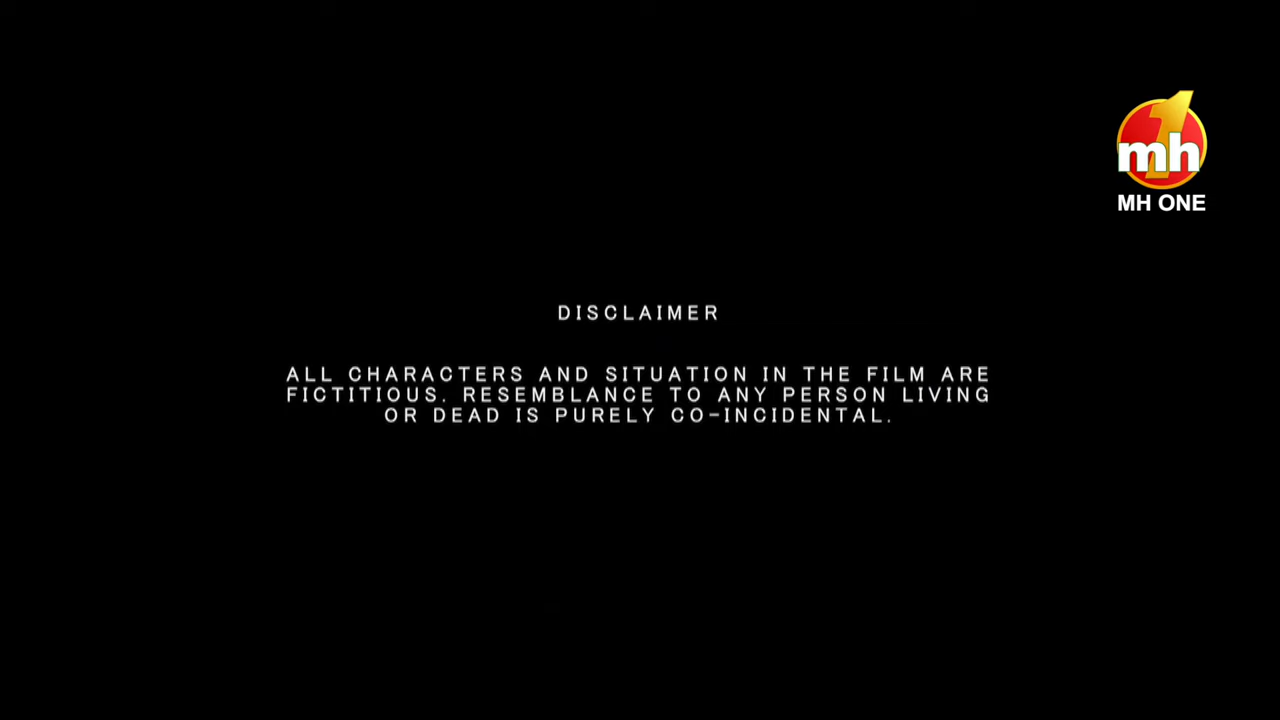 1
mh
MH ONE
DISCLAIMER
ALL CHARACTERS AND SITUATION IN THE FILM ARE
FICTITIOUS. RESEMBLANCE TO ANY PERSON LIVING
OR DEAD IS PURELY CO-INCIDENTAL.